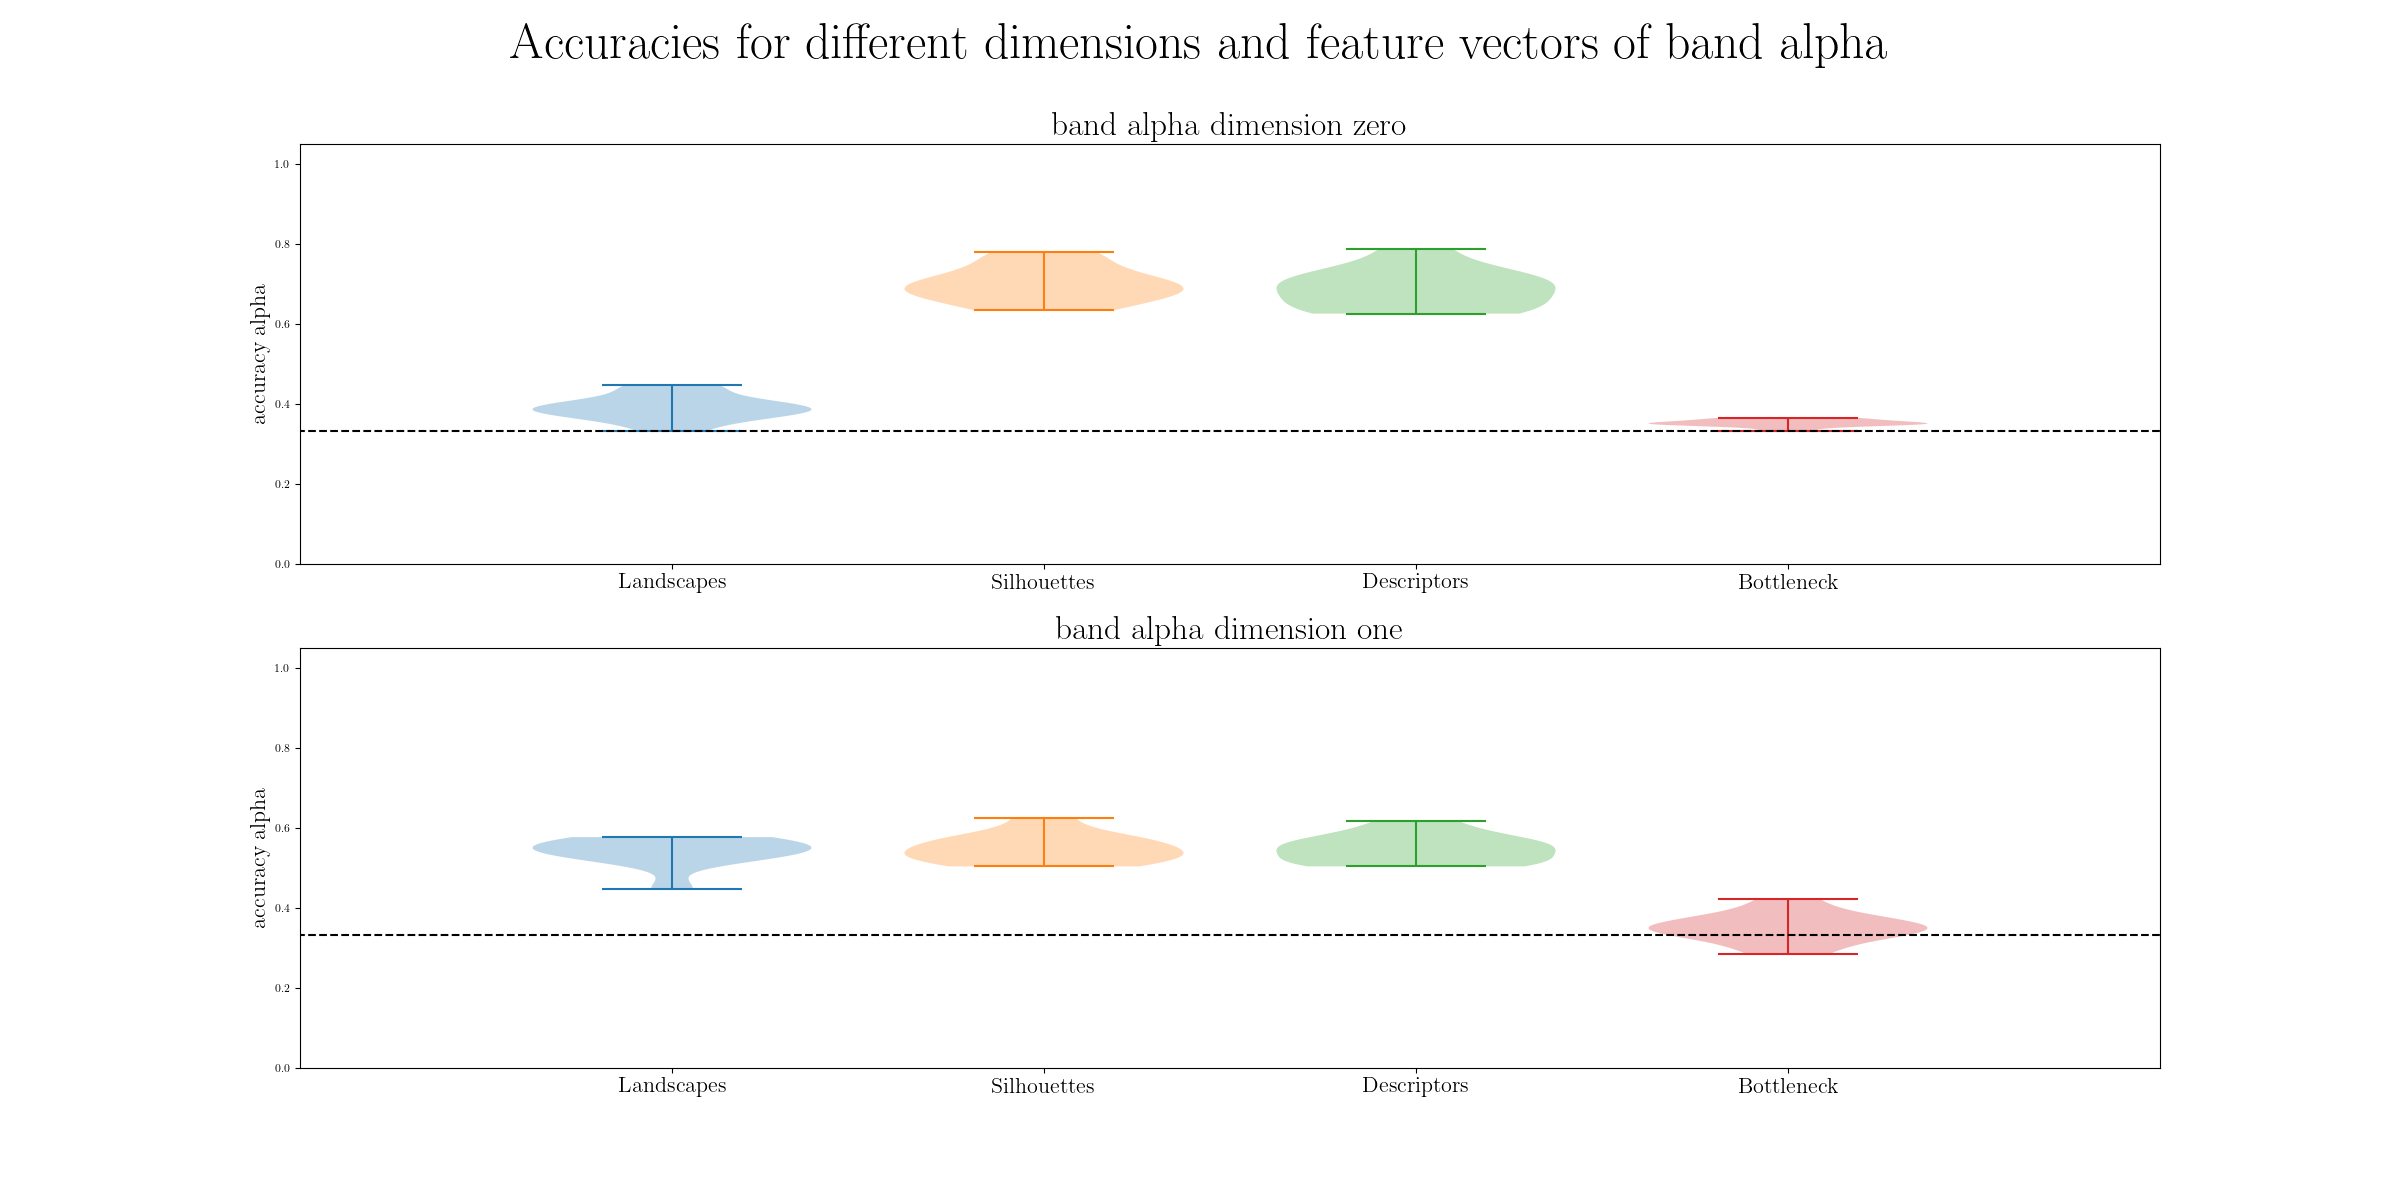 Accuracies for different dimensions and feature vectors of band alpha
band alpha dimension zero
1.0
0.8
0.6
0.4
0.2
0.0
accuracy alpha
Landscapes Silhouettes Descriptors Bottleneck
band alpha dimension one
1.0
0.8
0.6
0.4
0.2
0.0
accuracy alpha
Landscapes Silhouettes Descriptors Bottleneck